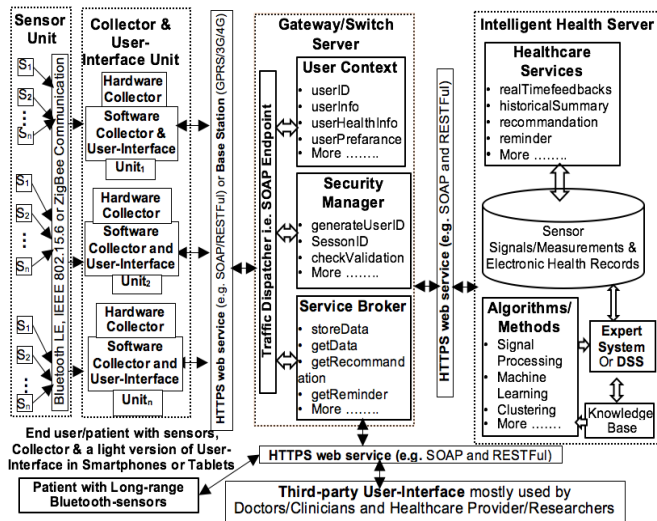 Sensor
Unit
S1
S2
Sn
S1
S2
Sn
S1
S2
Sn
Bluetooth LE, IEEE 802.15.6 or ZigBee Communication
Collector &
User-
Interface Unit
Hardware
Collector
Software
Collector &
User-Interface
Unit1
Hardware
Collector
Software
Collector and
User-Interface
Unit2
Hardware
Collector
Software
Collector and
User-Interface
Unitn
HTTPS web service (e.g. SOAP/RESTFul) or Base Station (GPRS/3G/4G)
Gateway/Switch
Server
Traffic Dispatcher i.e. SOAP Endpoint
User Context
• userID
• userInfo
• userHealthInfo
• userPrefarance
• More ........
Security
Manager
• generateUserID
• SessonID
• checkValidation
• More ........
Service Broker
• storeData
• getData
• getRecommand
ation
• getReminder
• More ........
HTTPS web service (e.g. SOAP and RESTFul)
Intelligent Health Server
Healthcare
Services
• realTimefeedbacks
• historicalSummary
• recommandation
• reminder
• More ........
Sensor
Signals/Measurements &
Electronic Health Records
Algorithms/
Methods
• Signal
Processing
• Machine
Learning
• Clustering
• More ........
Expert
System
Or DSS
Knowledge
Base
End user/patient with sensors,
Collector & a light version of User-
Interface in Smartphones or Tablets
HTTPS web service (e.g. SOAP and RESTFul)
Patient with Long-range
Bluetooth-sensors
Third-party User-Interface mostly used by
Doctors/Clinicians and Healthcare Provider/Researchers